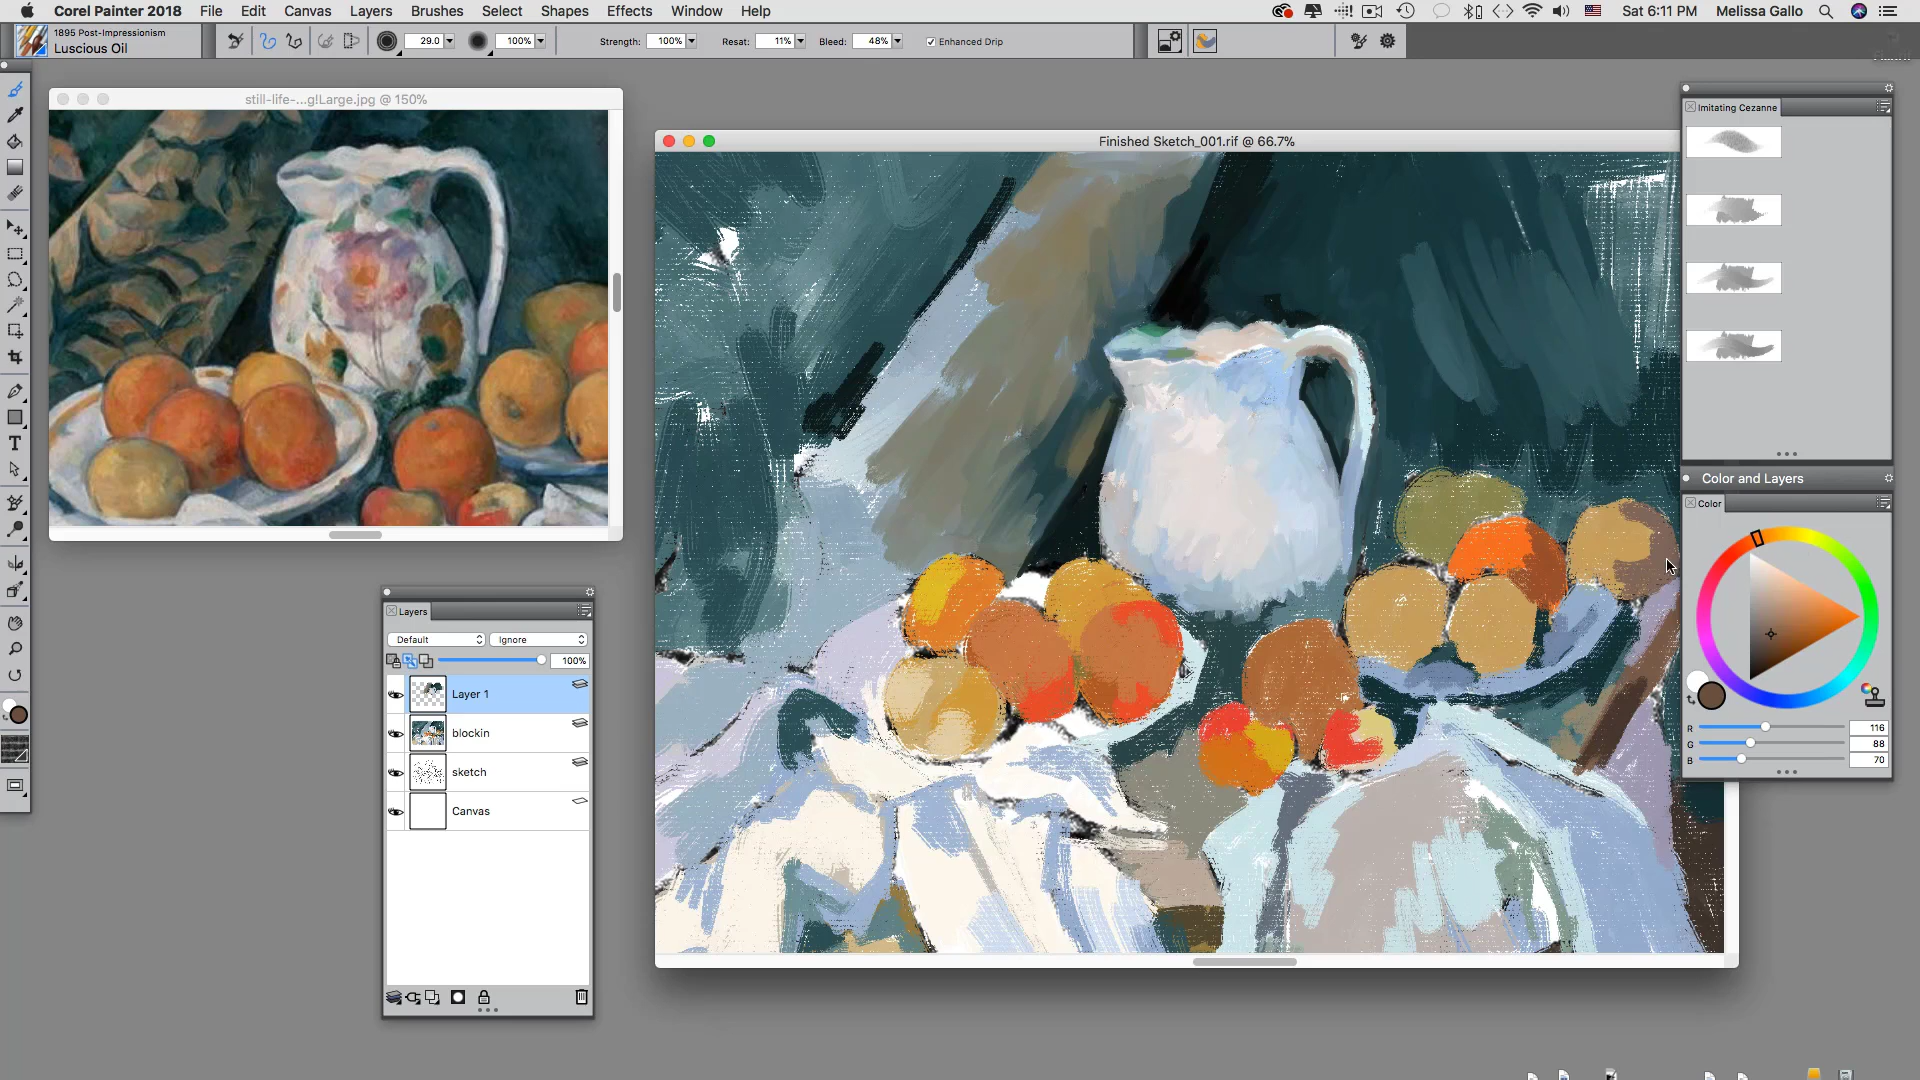 Corel Painter 2018 File Edit Canvas Layers Brushes Select Shapes Effects Window Help Sat 6:11 PM Melissa Gallo
1895 Post-Impressionism
Luscious Oil
29.0 100% Strength: 100% Resat: 11% Bleed: 48% Enhanced Drip
still-life-...g!Large.jpg @ 150%
Finished Sketch_001.rif @ 66.7%
Imitating Cezanne
Color and Layers
Color
R 116
G 88
B 70
Layers
Default Ignore
100%
Layer 1
blockin
sketch
Canvas
T